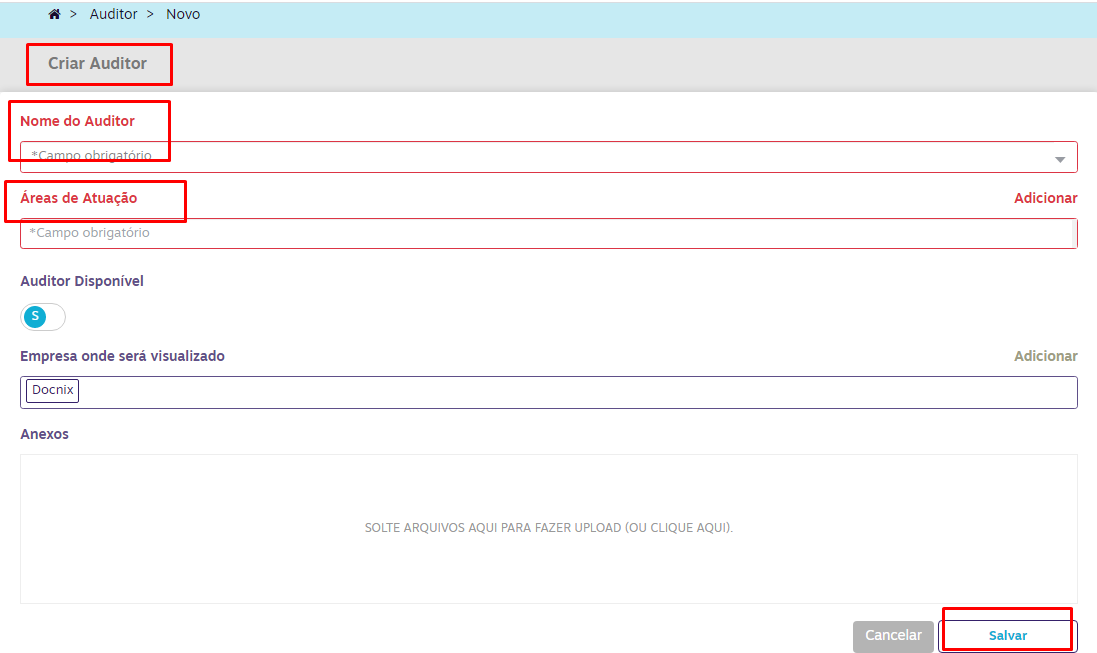 > Auditor > Novo
Criar Auditor
Nome do Auditor
*Campo obrigatório
Áreas de Atuação Adicionar
*Campo obrigatório
Auditor Disponível
S
Empresa onde será visualizado Adicionar
Docnix
Anexos
SOLTE ARQUIVOS AQUI PARA FAZER UPLOAD (OU CLIQUE AQUI).
Cancelar Salvar